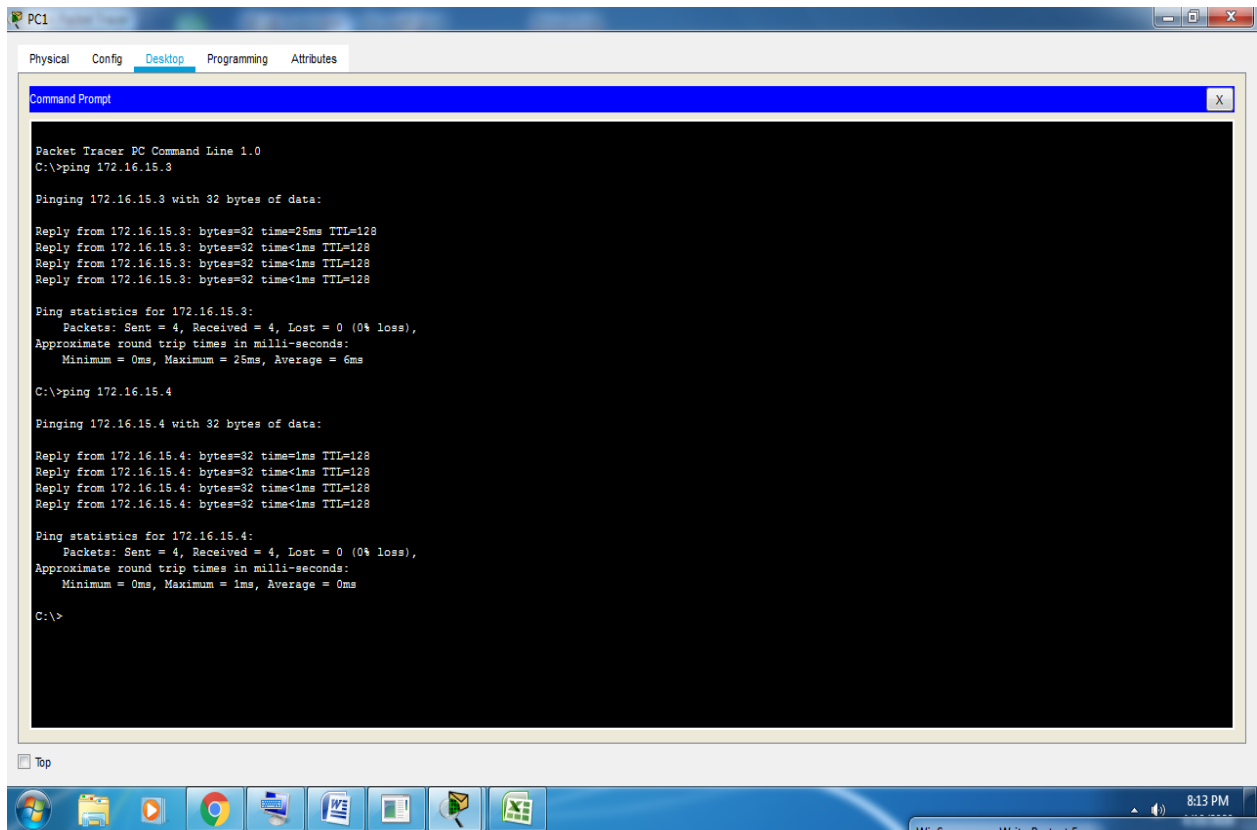 PC1
Physical Config Desktop Programming Attributes
Command Prompt X
Packet Tracer PC Command Line 1.0
C:\>ping 172.16.15.3
Pinging 172.16.15.3 with 32 bytes of data:
Reply from 172.16.15.3: bytes=32 time=25ms TTL=128
Reply from 172.16.15.3: bytes=32 time<1ms TTL=128
Reply from 172.16.15.3: bytes=32 time<1ms TTL=128
Reply from 172.16.15.3: bytes=32 time<1ms TTL=128
Ping statistics for 172.16.15.3:
Packets: Sent = 4, Received = 4, Lost = 0 (0% loss),
Approximate round trip times in milli-seconds:
Minimum = 0ms, Maximum = 25ms, Average = 6ms
C:\>ping 172.16.15.4
Pinging 172.16.15.4 with 32 bytes of data:
Reply from 172.16.15.4: bytes=32 time=1ms TTL=128
Reply from 172.16.15.4: bytes=32 time<1ms TTL=128
Reply from 172.16.15.4: bytes=32 time<1ms TTL=128
Reply from 172.16.15.4: bytes=32 time<1ms TTL=128
Ping statistics for 172.16.15.4:
Packets: Sent = 4, Received = 4, Lost = 0 (0% loss),
Approximate round trip times in milli-seconds:
Minimum = 0ms, Maximum = 1ms, Average = 0ms
C:\>
Top
8:13 PM